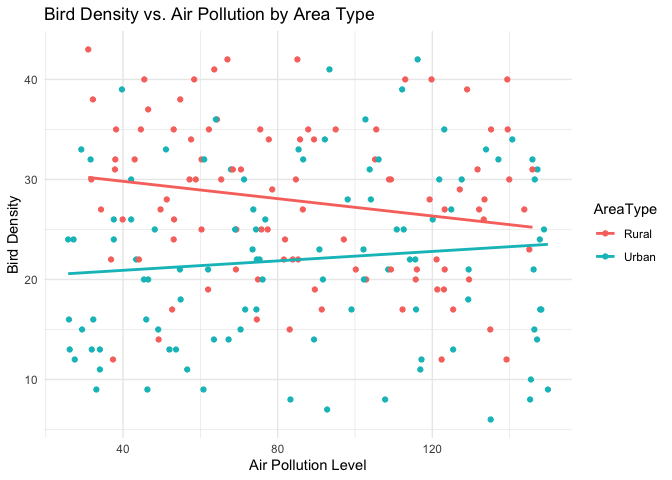 Bird Density vs. Air Pollution by Area Type
Bird Density
40
30
20
10
40
80
120
Air Pollution Level
AreaType
Rural
Urban